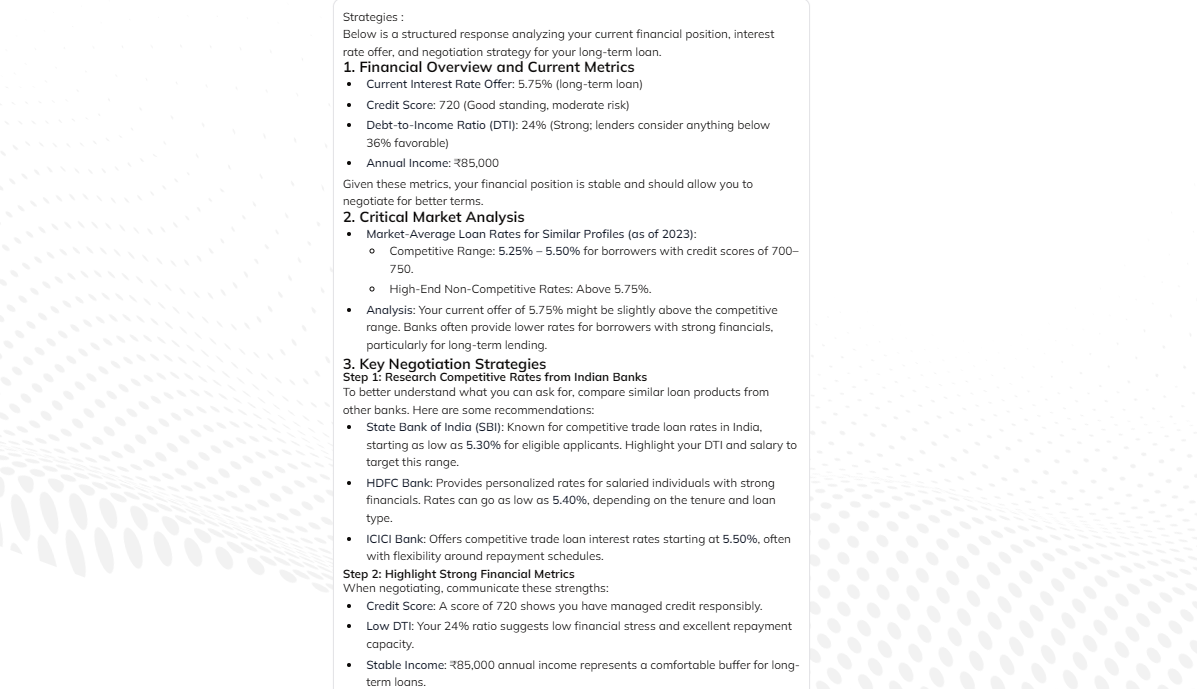 Strategies :
Below is a structured response analyzing your current financial position, interest
rate offer, and negotiation strategy for your long-term loan.
1. Financial Overview and Current Metrics
• Current Interest Rate Offer: 5.75% (long-term loan)
• Credit Score: 720 (Good standing, moderate risk)
• Debt-to-Income Ratio (DTI): 24% (Strong; lenders consider anything below
36% favorable)
• Annual Income: ₹85,000
Given these metrics, your financial position is stable and should allow you to
negotiate for better terms.
2. Critical Market Analysis
• Market-Average Loan Rates for Similar Profiles (as of 2023):
◦ Competitive Range: 5.25% – 5.50% for borrowers with credit scores of 700–
750.
◦ High-End Non-Competitive Rates: Above 5.75%.
• Analysis: Your current offer of 5.75% might be slightly above the competitive
range. Banks often provide lower rates for borrowers with strong financials,
particularly for long-term lending.
3. Key Negotiation Strategies
Step 1: Research Competitive Rates from Indian Banks
To better understand what you can ask for, compare similar loan products from
other banks. Here are some recommendations:
• State Bank of India (SBI): Known for competitive trade loan rates in India,
starting as low as 5.30% for eligible applicants. Highlight your DTI and salary to
target this range.
• HDFC Bank: Provides personalized rates for salaried individuals with strong
financials. Rates can go as low as 5.40%, depending on the tenure and loan
type.
• ICICI Bank: Offers competitive trade loan interest rates starting at 5.50%, often
with flexibility around repayment schedules.
Step 2: Highlight Strong Financial Metrics
When negotiating, communicate these strengths:
• Credit Score: A score of 720 shows you have managed credit responsibly.
• Low DTI: Your 24% ratio suggests low financial stress and excellent repayment
capacity.
• Stable Income: ₹85,000 annual income represents a comfortable buffer for long-
term loans.